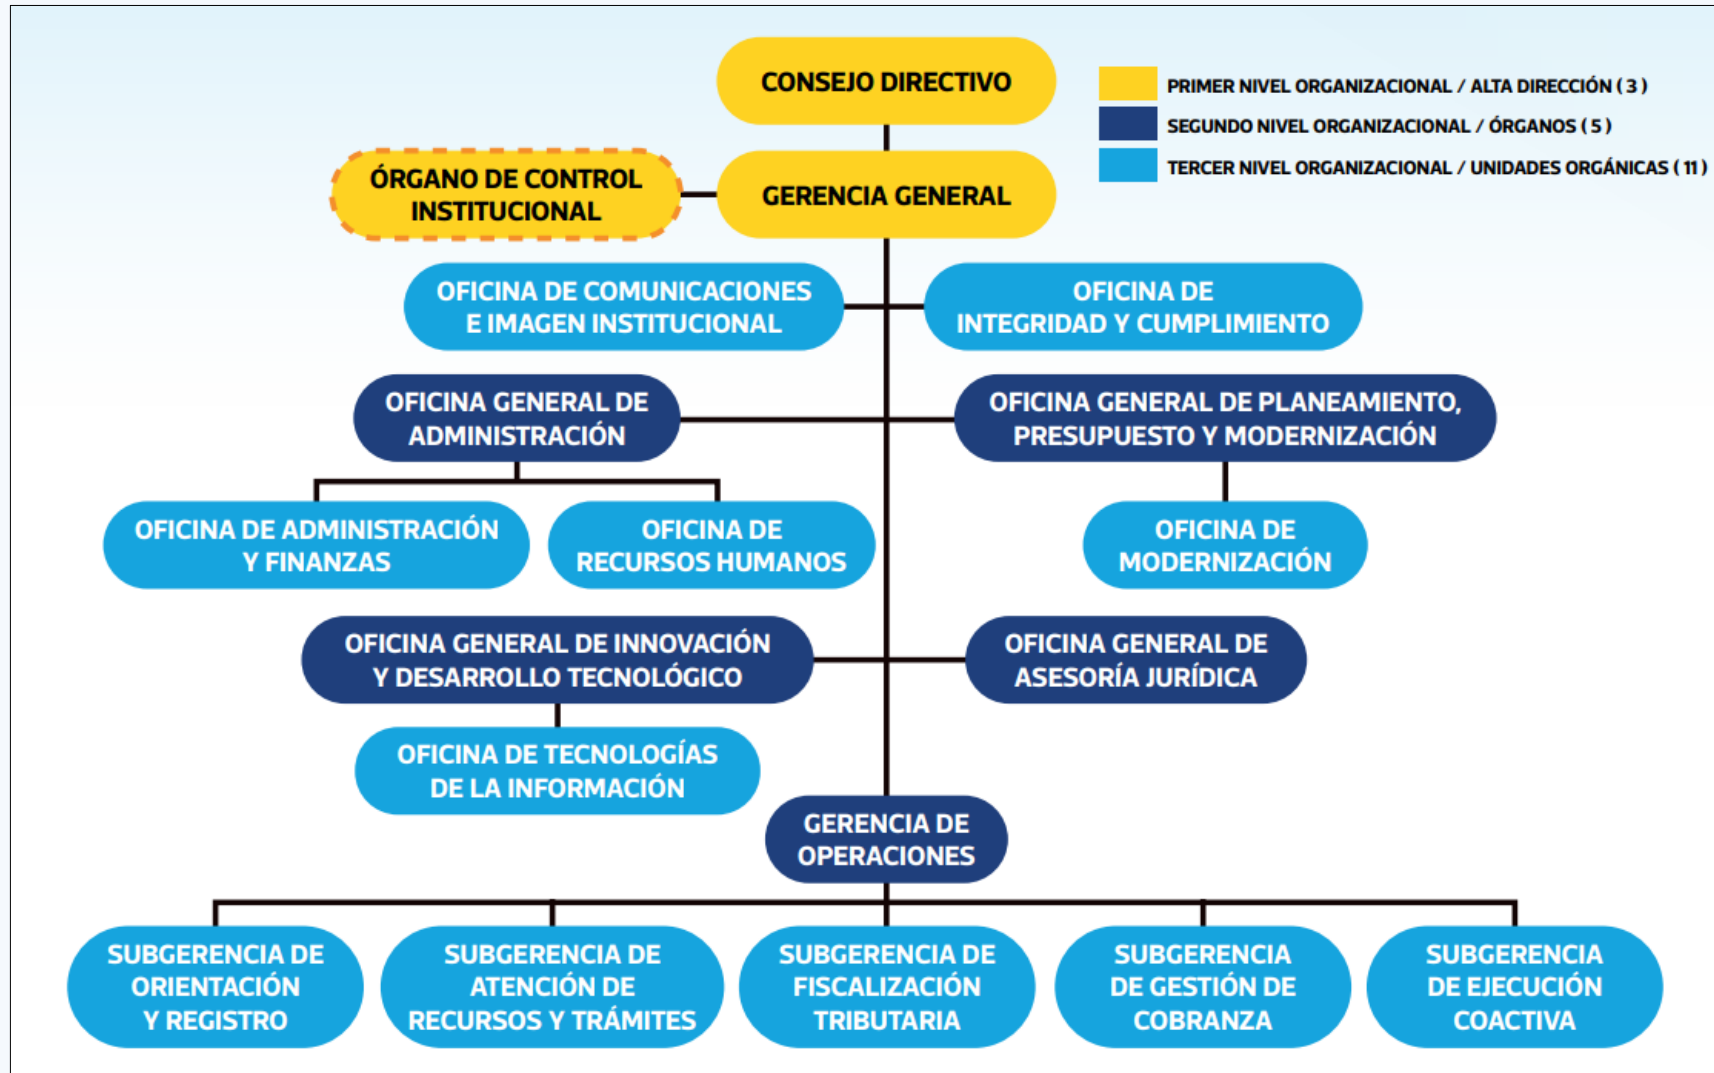 CONSEJO DIRECTIVO
PRIMER NIVEL ORGANIZACIONAL / ALTA DIRECCIÓN ( 3 )
SEGUNDO NIVEL ORGANIZACIONAL / ÓRGANOS ( 5 )
TERCER NIVEL ORGANIZACIONAL / UNIDADES ORGÁNICAS ( 11 )
ÓRGANO DE CONTROL
INSTITUCIONAL
GERENCIA GENERAL
OFICINA DE COMUNICACIONES
E IMAGEN INSTITUCIONAL
OFICINA DE
INTEGRIDAD Y CUMPLIMIENTO
OFICINA GENERAL DE
ADMINISTRACIÓN
OFICINA GENERAL DE PLANEAMIENTO,
PRESUPUESTO Y MODERNIZACIÓN
OFICINA DE ADMINISTRACIÓN
Y FINANZAS
OFICINA DE
RECURSOS HUMANOS
OFICINA DE
MODERNIZACIÓN
OFICINA GENERAL DE INNOVACIÓN
Y DESARROLLO TECNOLÓGICO
OFICINA GENERAL DE
ASESORÍA JURÍDICA
OFICINA DE TECNOLOGÍAS
DE LA INFORMACIÓN
GERENCIA DE
OPERACIONES
SUBGERENCIA DE
ORIENTACIÓN
Y REGISTRO
SUBGERENCIA DE
ATENCIÓN DE
RECURSOS Y TRÁMITES
SUBGERENCIA DE
FISCALIZACIÓN
TRIBUTARIA
SUBGERENCIA
DE GESTIÓN DE
COBRANZA
SUBGERENCIA
DE EJECUCIÓN
COACTIVA